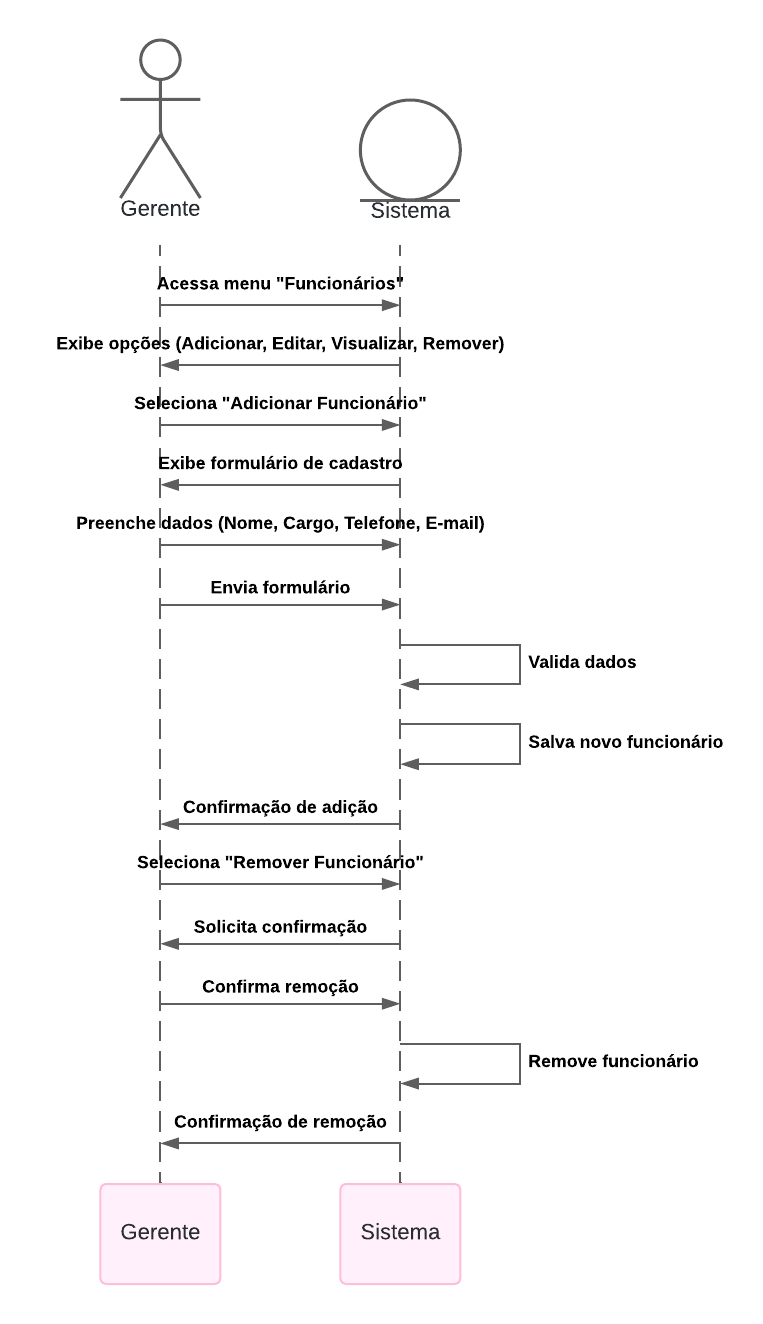 Gerente
Sistema
Acessa menu "Funcionários"
Exibe opções (Adicionar, Editar, Visualizar, Remover)
Seleciona "Adicionar Funcionário"
Exibe formulário de cadastro
Preenche dados (Nome, Cargo, Telefone, E-mail)
Envia formulário
Valida dados
Salva novo funcionário
Confirmação de adição
Seleciona "Remover Funcionário"
Solicita confirmação
Confirma remoção
Remove funcionário
Confirmação de remoção
Gerente
Sistema